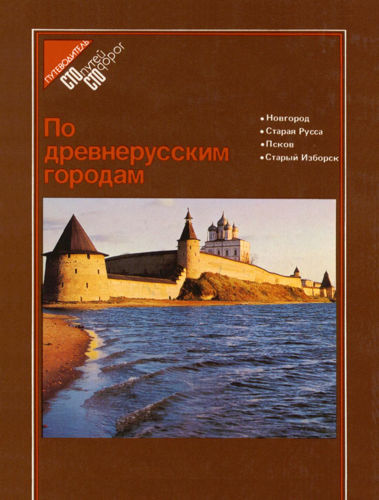 ПУТЕВОДИТЕЛЬ
СТО путей
СТО дорог
• Новгород
• Старая Русса
• Псков
• Старый Изборск
По
древнерусским
городам